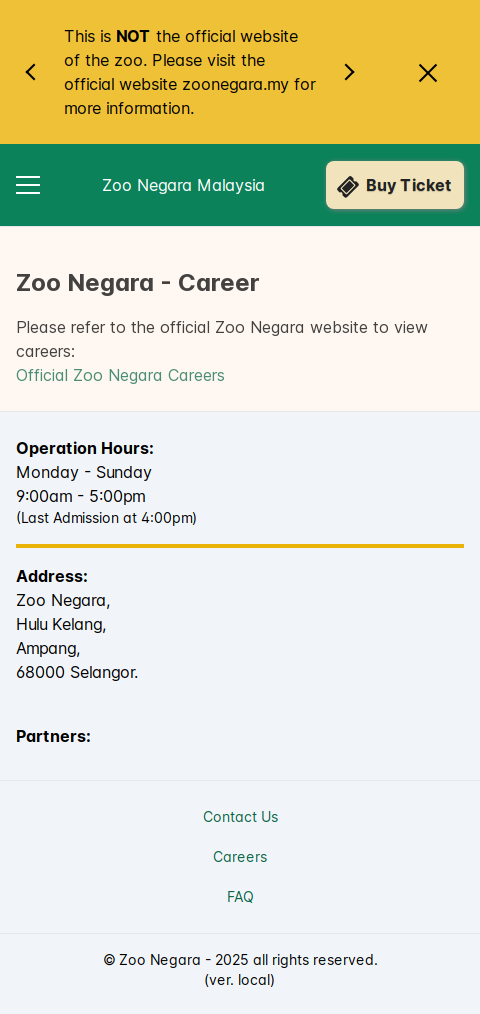 This is NOT the official website
of the zoo. Please visit the
official website zoonegara.my for
more information.
Zoo Negara Malaysia
Buy Ticket
Zoo Negara - Career
Please refer to the official Zoo Negara website to view
careers:
Official Zoo Negara Careers
Operation Hours:
Monday - Sunday
9:00am - 5:00pm
(Last Admission at 4:00pm)
Address:
Zoo Negara,
Hulu Kelang,
Ampang,
68000 Selangor.
Partners:
Contact Us
Careers
FAQ
© Zoo Negara - 2025 all rights reserved.
(ver. local)